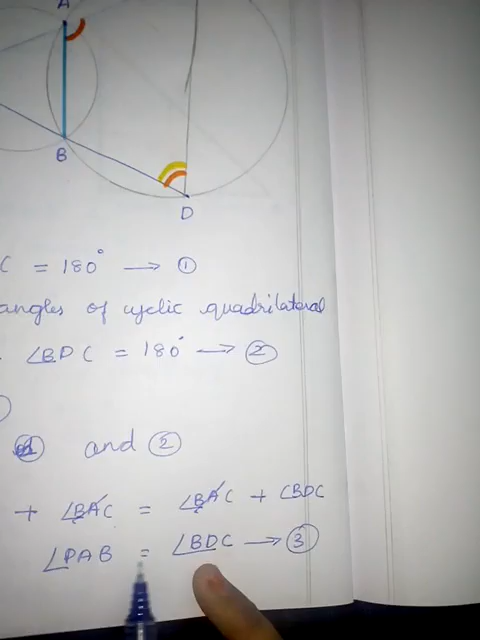 A
B
D
C = 180° → ①
angles of cyclic quadrilateral
∠BDC = 180° → ②
① and ②
+ ∠BAC = ∠BAC + ∠BDC
∠PAB = ∠BDC → ③